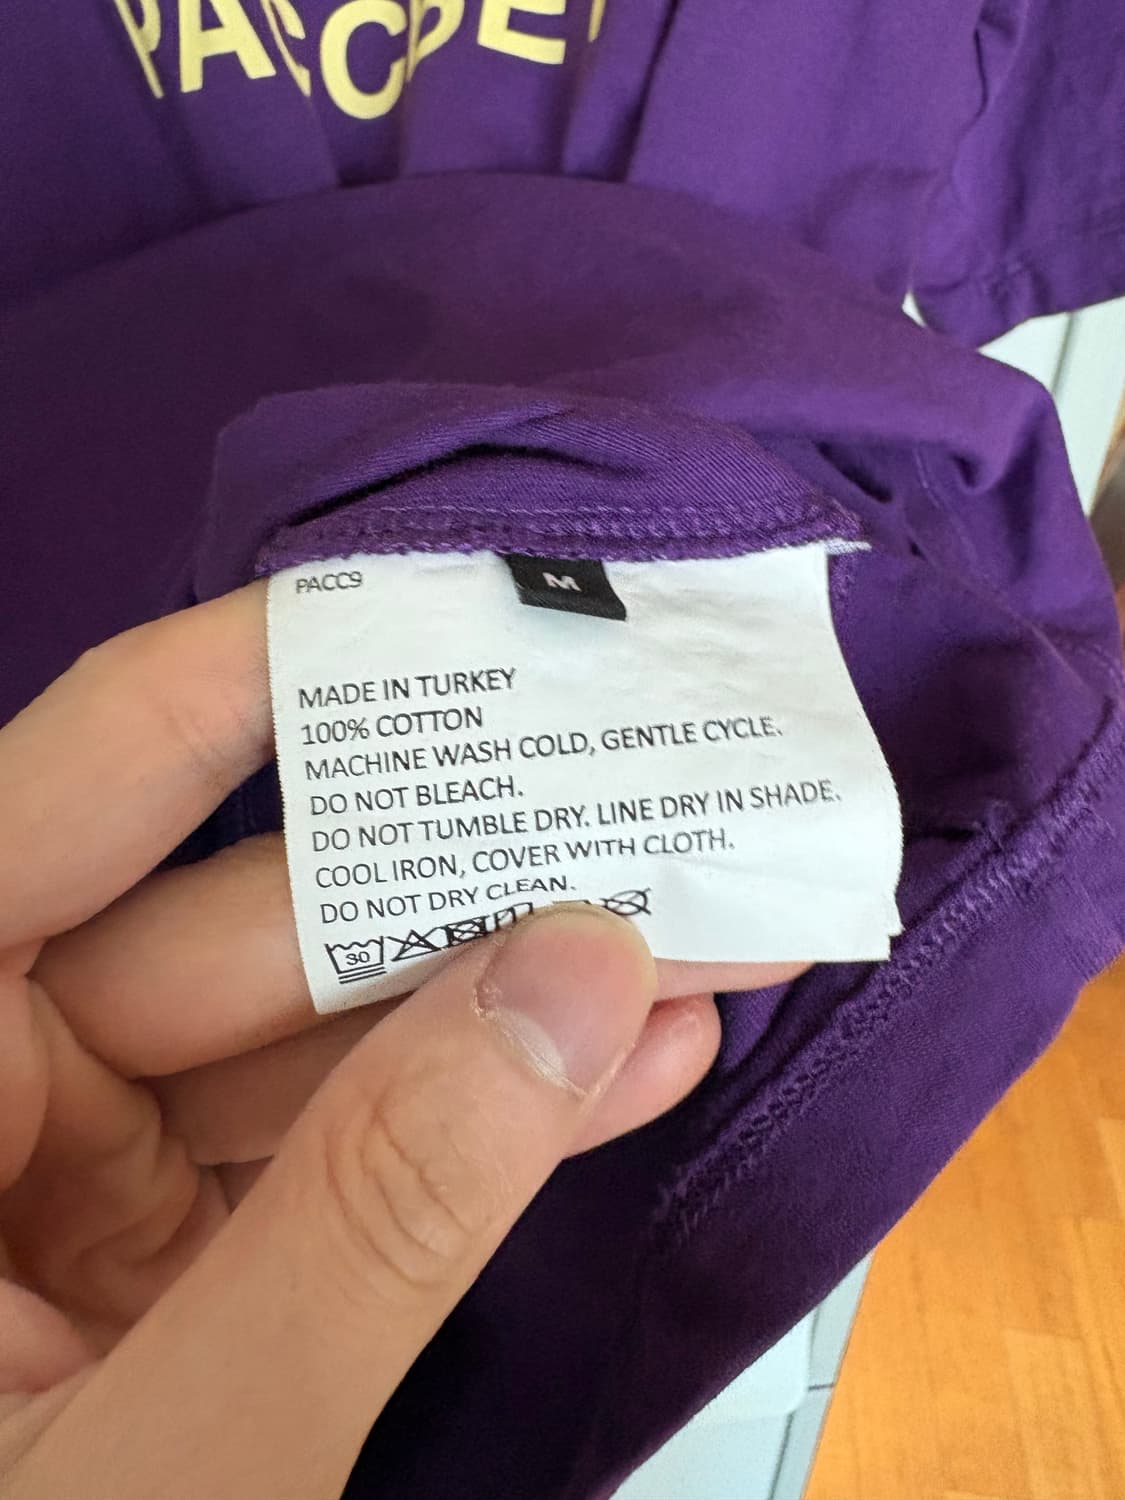 PACC9
M
MADE IN TURKEY
100% COTTON
MACHINE WASH COLD, GENTLE CYCLE.
DO NOT BLEACH.
DO NOT TUMBLE DRY. LINE DRY IN SHADE.
COOL IRON, COVER WITH CLOTH.
DO NOT DRY CLEAN.
30